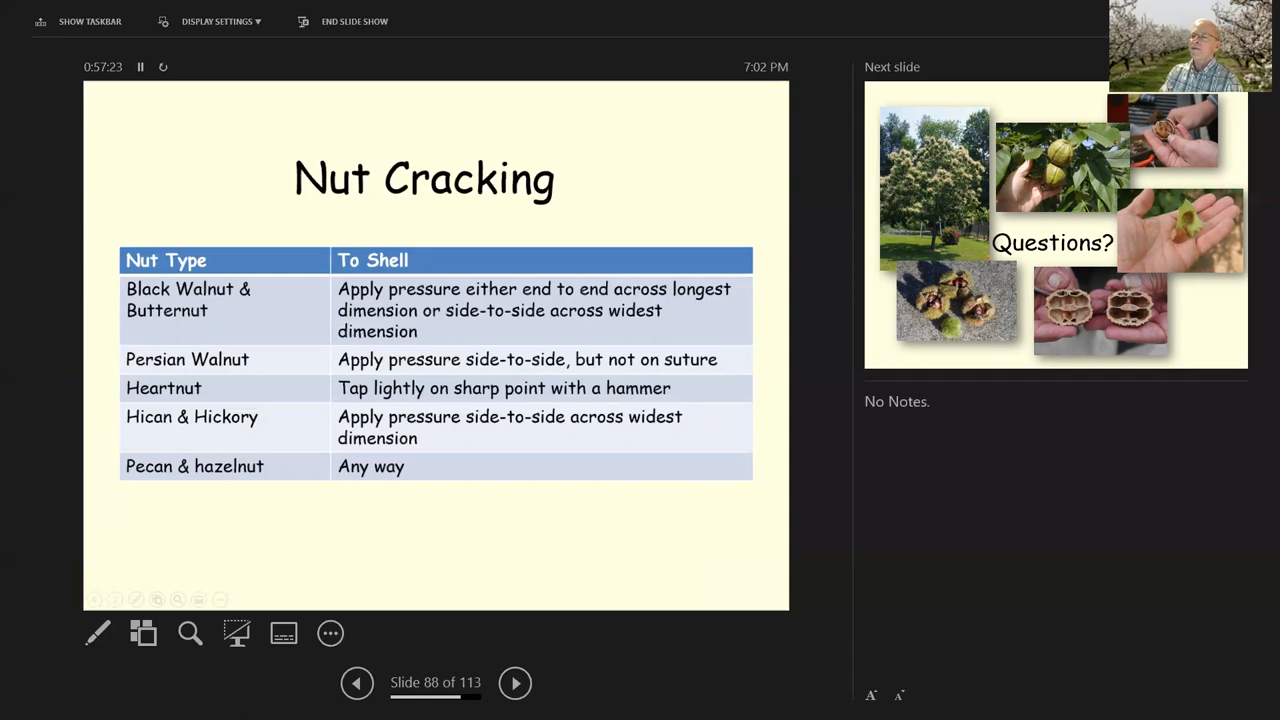 SHOW TASKBAR
DISPLAY SETTINGS ▼
END SLIDE SHOW
0:57:23
7:02 PM
Nut Cracking
Nut Type
To Shell
Black Walnut &
Butternut
Apply pressure either end to end across longest
dimension or side-to-side across widest
dimension
Persian Walnut
Apply pressure side-to-side, but not on suture
Heartnut
Tap lightly on sharp point with a hammer
Hican & Hickory
Apply pressure side-to-side across widest
dimension
Pecan & hazelnut
Any way
Slide 88 of 113
Next slide
Questions?
No Notes.
A
A